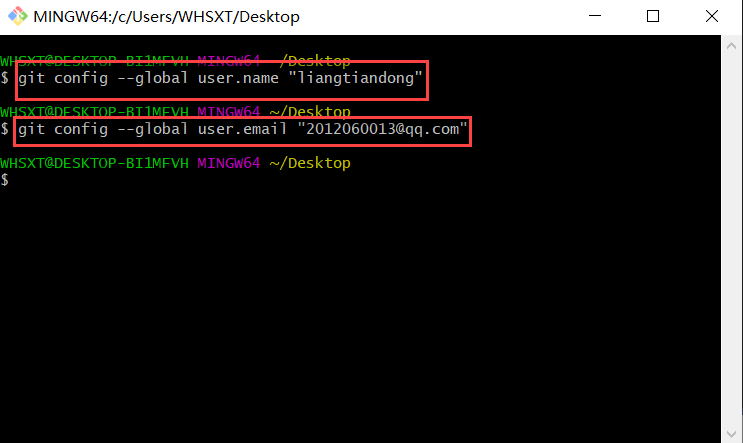 MINGW64:/c/Users/WHSXT/Desktop
WHSXT@DESKTOP-BI1MFVH MINGW64 ~/Desktop
$ git config --global user.name "liangtiandong"
WHSXT@DESKTOP-BI1MFVH MINGW64 ~/Desktop
$ git config --global user.email "2012060013@qq.com"
WHSXT@DESKTOP-BI1MFVH MINGW64 ~/Desktop
$